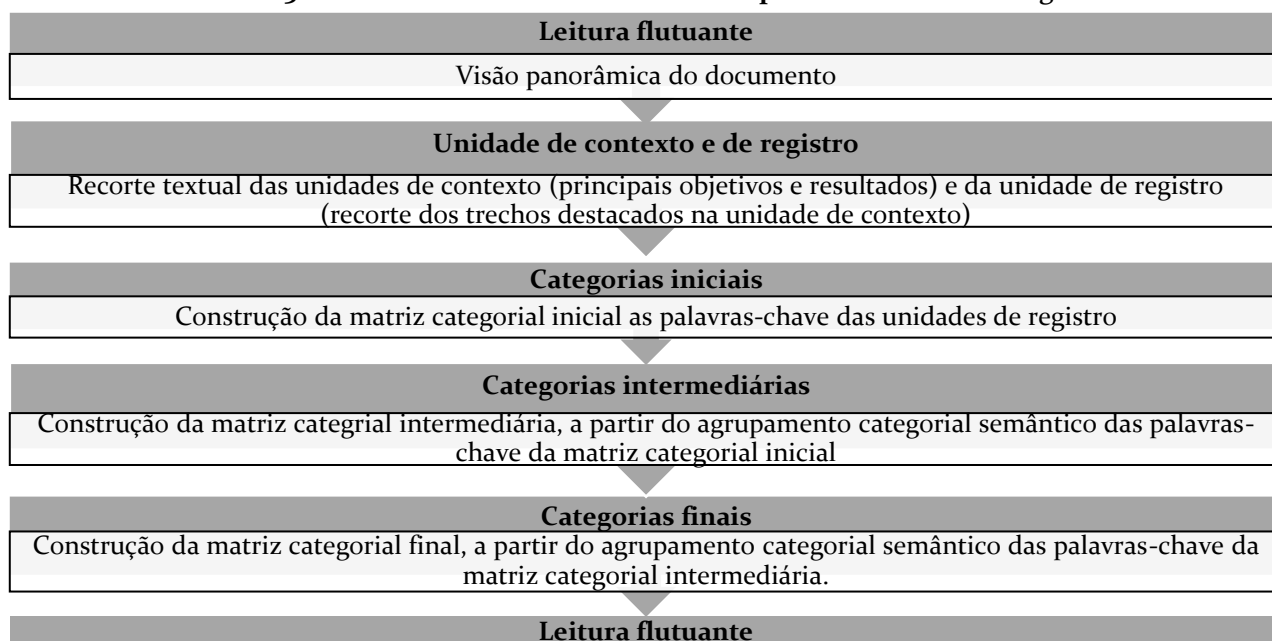 Leitura flutuante
Visão panorâmica do documento
Unidade de contexto e de registro
Recorte textual das unidades de contexto (principais objetivos e resultados) e da unidade de registro
(recorte dos trechos destacados na unidade de contexto)
Categorias iniciais
Construção da matriz categorial inicial as palavras-chave das unidades de registro
Categorias intermediárias
Construção da matriz categrial intermediária, a partir do agrupamento categorial semântico das palavras-
chave da matriz categorial inicial
Categorias finais
Construção da matriz categorial final, a partir do agrupamento categorial semântico das palavras-chave da
matriz categorial intermediária.
Leitura flutuante